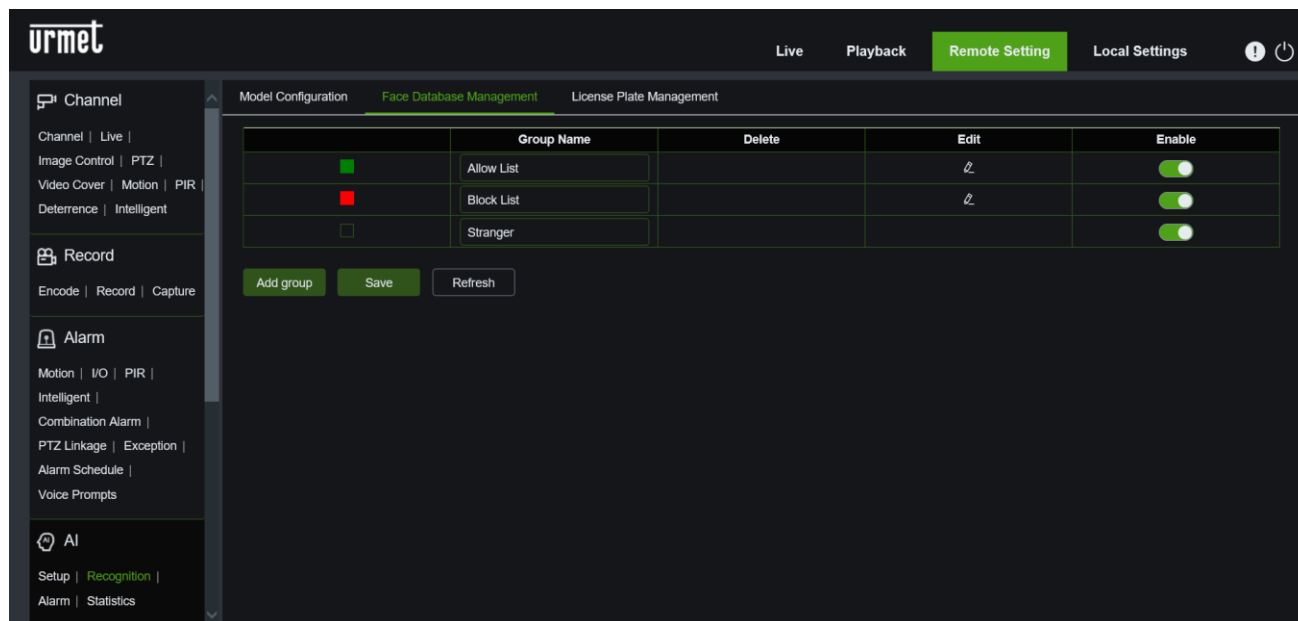 urmet
Live Playback Remote Setting Local Settings
Channel
Channel | Live |
Image Control | PTZ |
Video Cover | Motion | PIR |
Deterrence | Intelligent
Record
Encode | Record | Capture
Alarm
Motion | I/O | PIR |
Intelligent |
Combination Alarm |
PTZ Linkage | Exception |
Alarm Schedule |
Voice Prompts
AI
Setup | Recognition |
Alarm | Statistics
Model Configuration Face Database Management License Plate Management
Group Name Delete Edit Enable
Allow List
Block List
Stranger
Add group Save Refresh